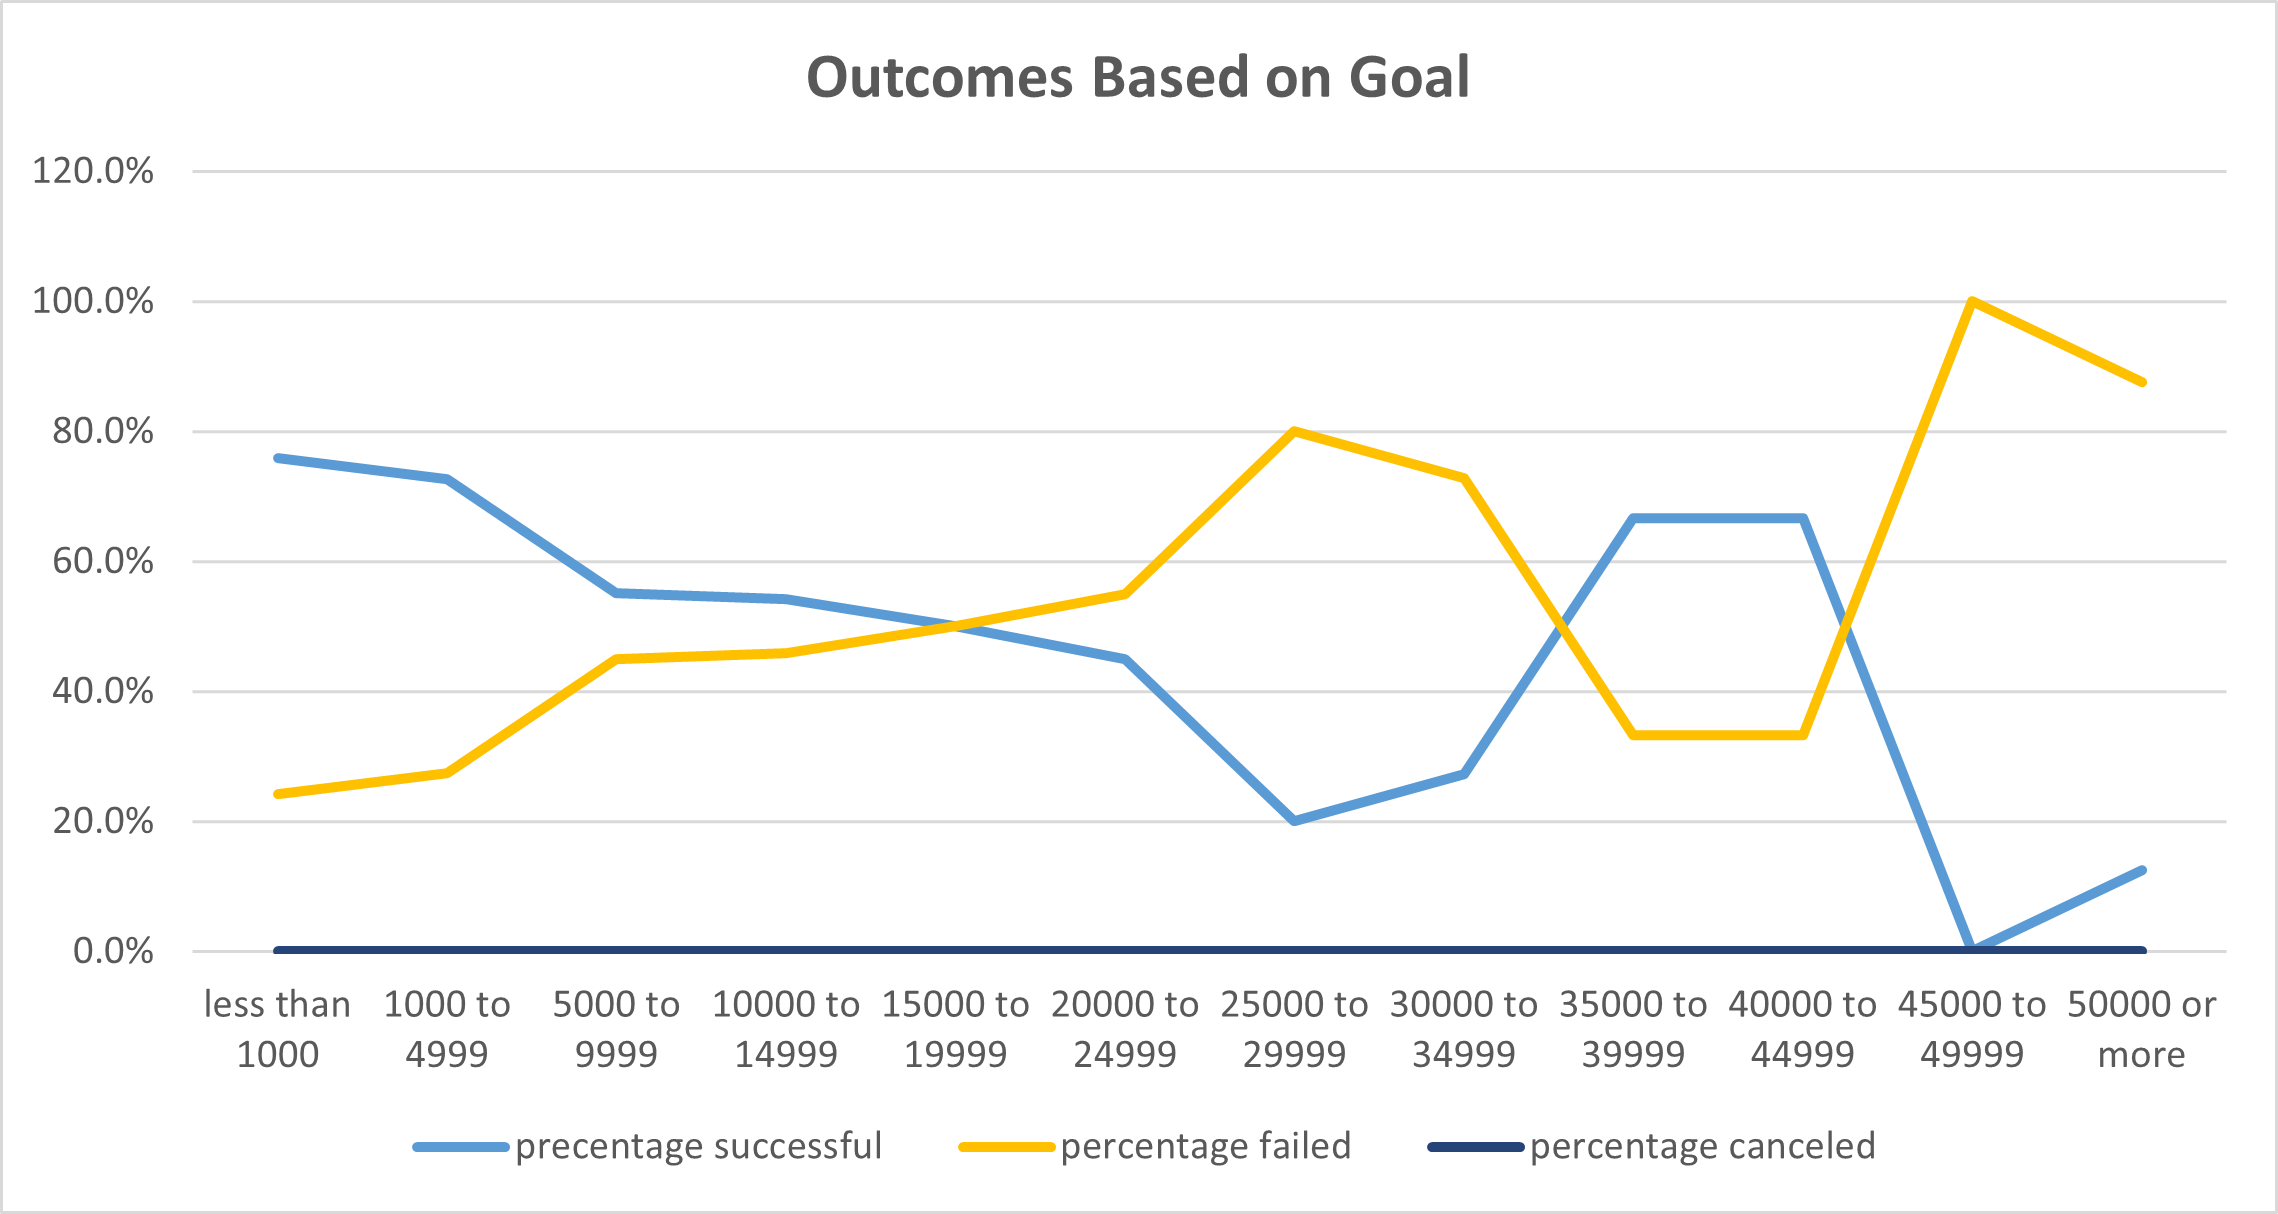 Outcomes Based on Goal
120.0%
100.0%
80.0%
60.0%
40.0%
20.0%
0.0%
less than 1000 to 5000 to 10000 to 15000 to 20000 to 25000 to 30000 to 35000 to 40000 to 45000 to 50000 or
1000 4999 9999 14999 19999 24999 29999 34999 39999 44999 49999 more
precentage successful percentage failed percentage canceled